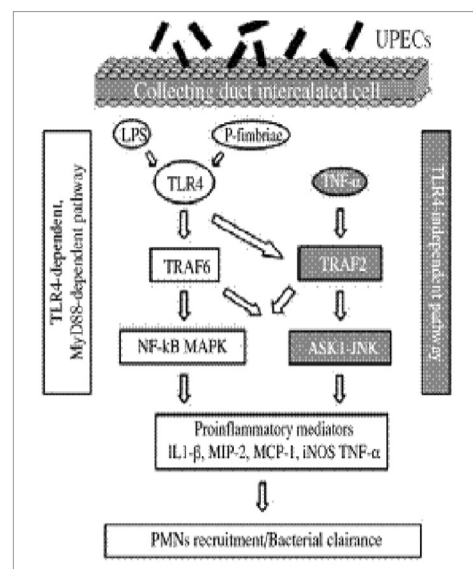 UPECs
Collecting duct intercalated cell
LPS
P-fimbriae
TLR4
TNF-α
TRAF6
TRAF2
NF-kB MAPK
ASK1-JNK
Proinflammatory mediators
IL1-β, MIP-2, MCP-1, iNOS TNF-α
PMNs recruitment/Bacterial clairance
TLR4-dependent,
MyD88-dependent pathway
TLR4-independent pathway